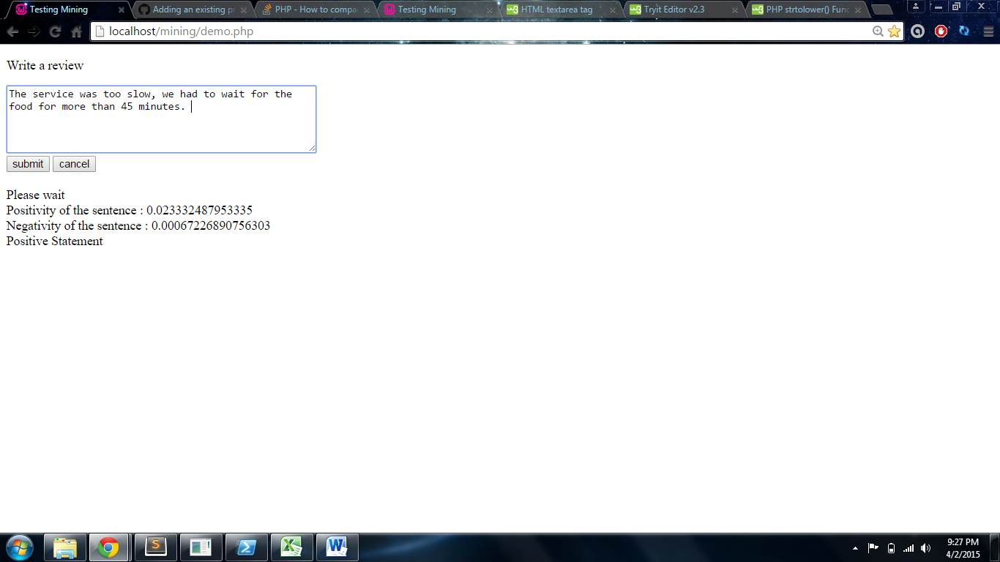 Testing Mining
Adding an existing pr
PHP - How to compa
Testing Mining
HTML textarea tag
Tryit Editor v2.3
PHP strtolower() Func
localhost/mining/demo.php
Write a review
The service was too slow, we had to wait for the
food for more than 45 minutes.
submit cancel
Please wait
Positivity of the sentence : 0.023332487953335
Negativity of the sentence : 0.00067226890756303
Positive Statement
9:27 PM
4/2/2015